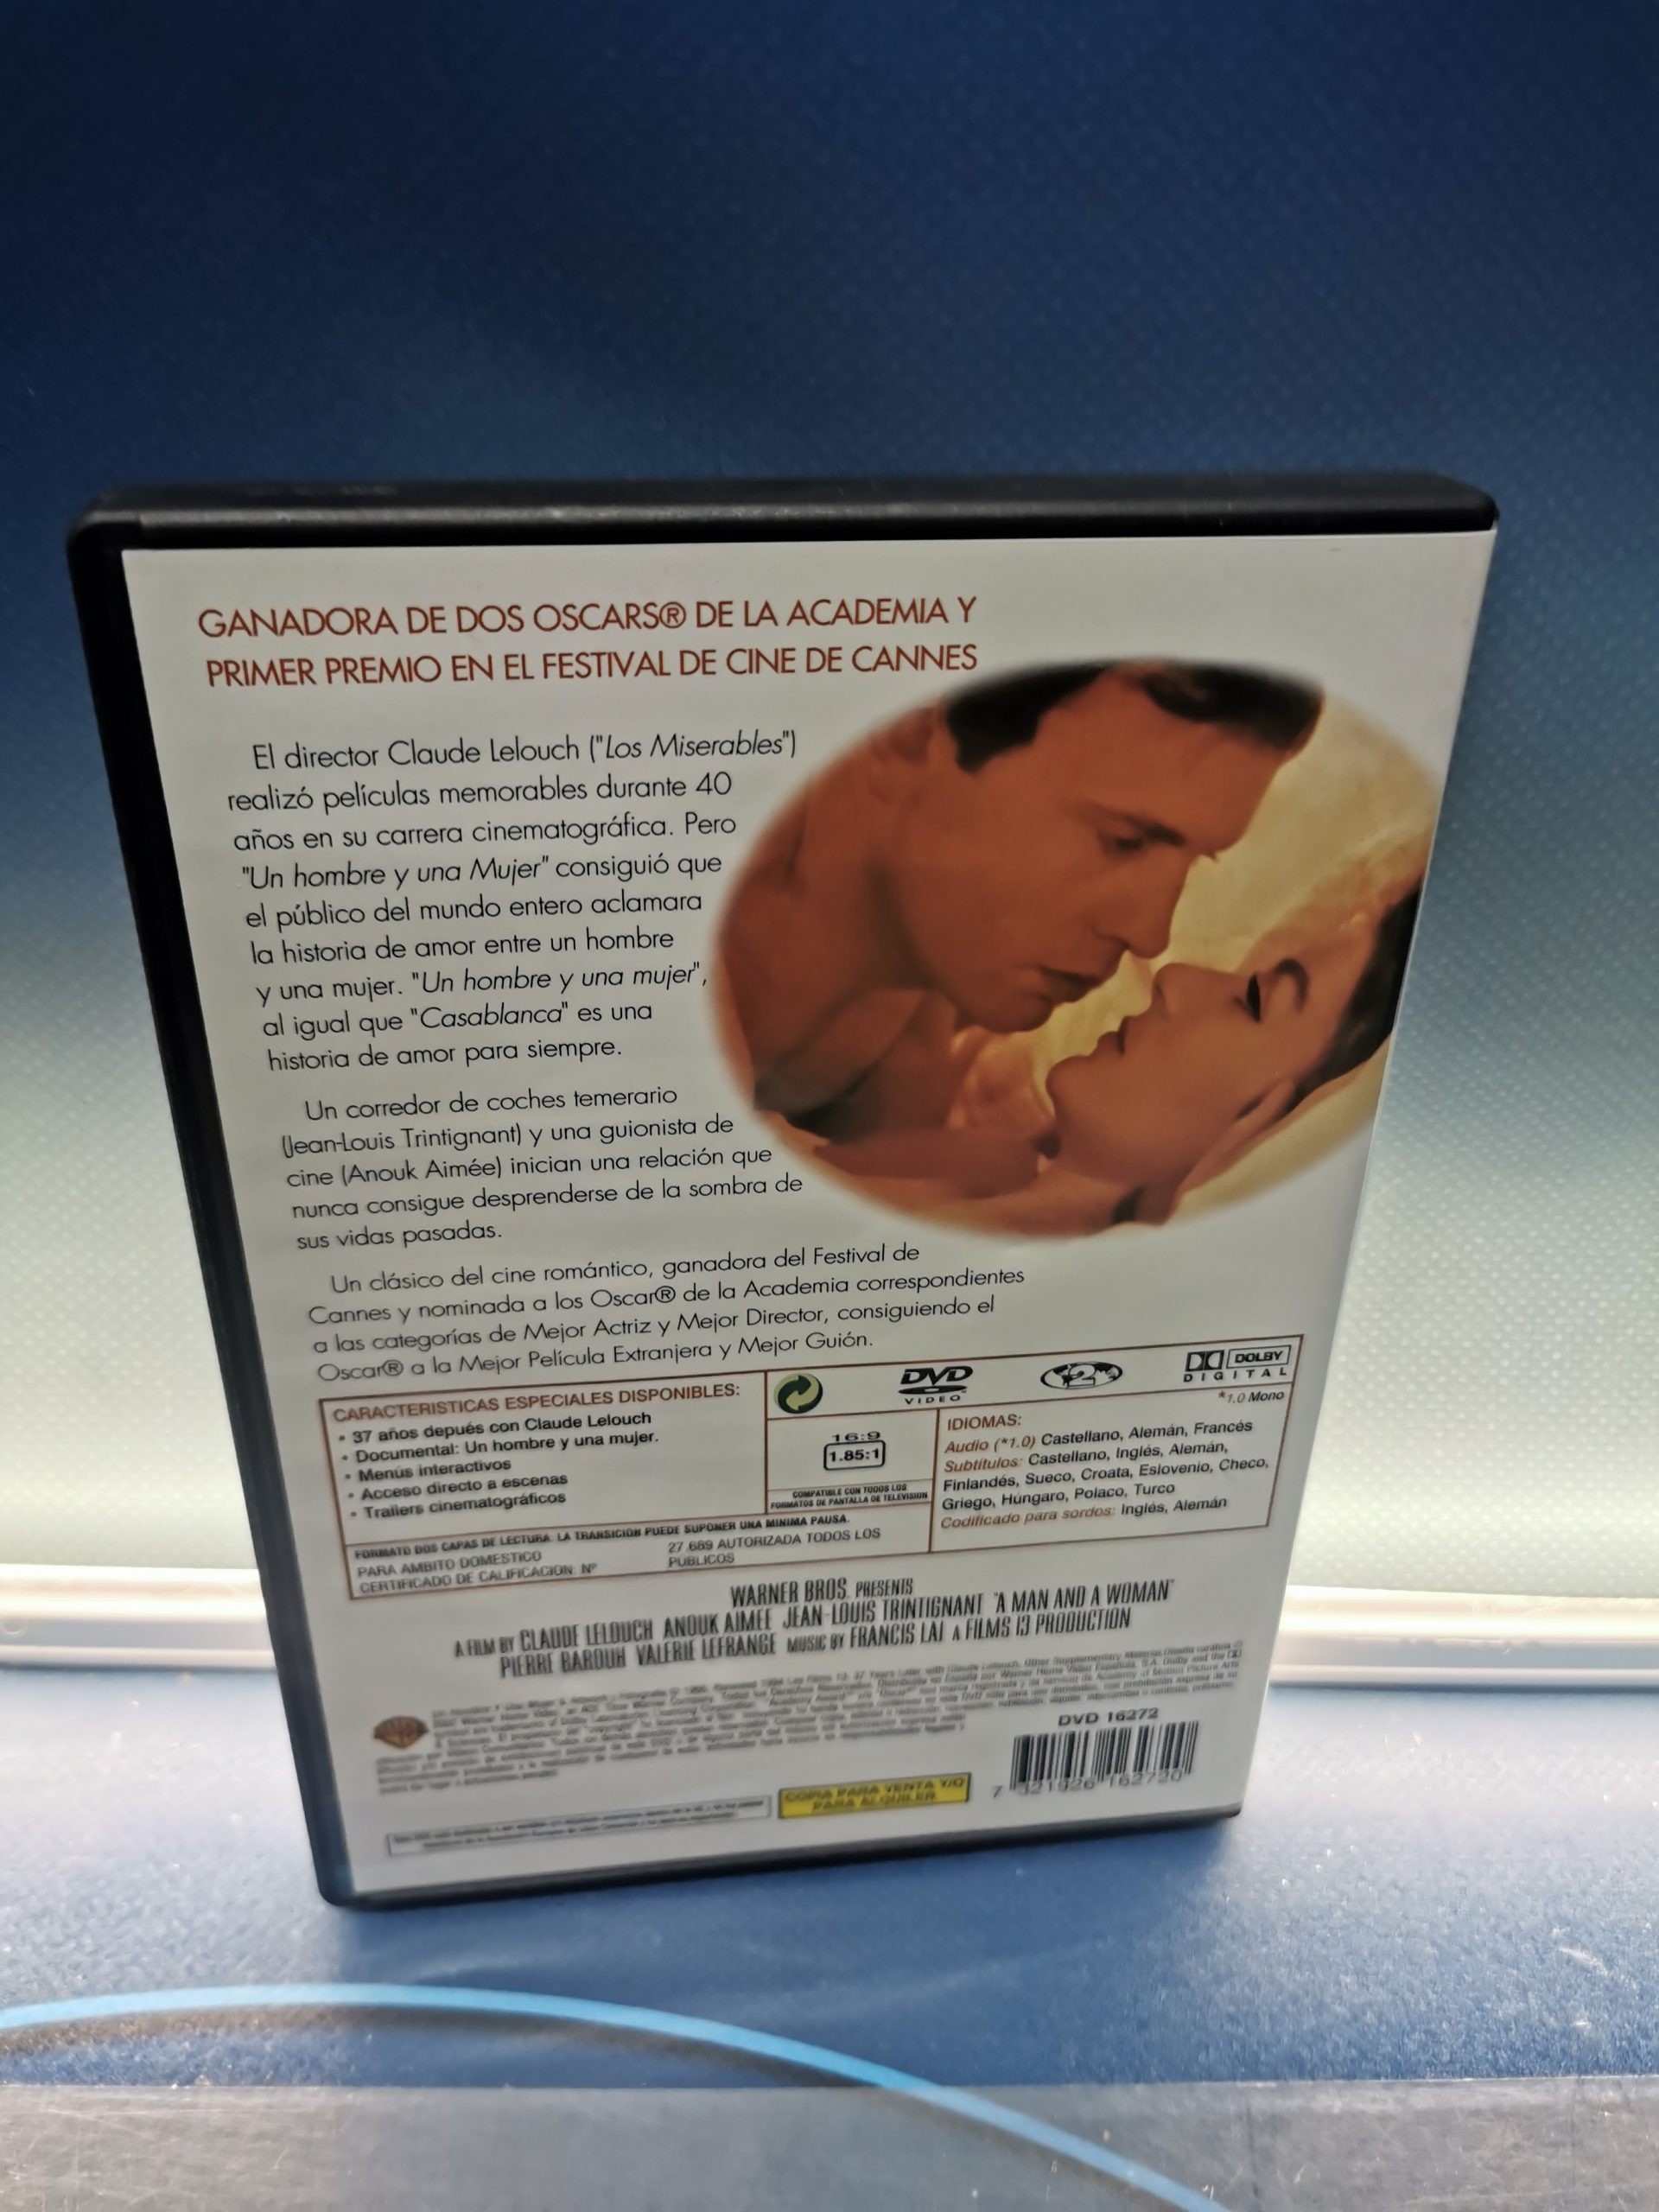 GANADORA DE DOS OSCARS® DE LA ACADEMIA Y
PRIMER PREMIO EN EL FESTIVAL DE CINE DE CANNES
El director Claude Lelouch ("Los Miserables")
realizó películas memorables durante 40
años en su carrera cinematográfica. Pero
"Un hombre y una Mujer" consiguió que
el público del mundo entero aclamara
la historia de amor entre un hombre
y una mujer. "Un hombre y una mujer",
al igual que "Casablanca" es una
historia de amor para siempre.
Un corredor de coches temerario
(Jean-Louis Trintignant) y una guionista de
cine (Anouk Aimée) inician una relación que
nunca consigue desprenderse de la sombra de
sus vidas pasadas.
Un clásico del cine romántico, ganadora del Festival de
Cannes y nominada a los Oscar® de la Academia correspondientes
a las categorías de Mejor Actriz y Mejor Director, consiguiendo el
Oscar® a la Mejor Película Extranjera y Mejor Guión.
CARACTERISTICAS ESPECIALES DISPONIBLES:
• 37 años depués con Claude Lelouch
• Documental: Un hombre y una mujer.
• Menús interactivos
• Acceso directo a escenas
• Trailers cinematográficos
DVD
VIDEO
2
DOLBY
DIGITAL
*1.0 Mono
16:9
1.85:1
COMPATIBLE CON TODOS LOS
FORMATOS DE PANTALLA DE TELEVISION
IDIOMAS:
Audio (*1.0) Castellano, Alemán, Francés
Subtítulos: Castellano, Inglés, Alemán,
Finlandés, Sueco, Croata, Eslovenio, Checo,
Griego, Húngaro, Polaco, Turco
Codificado para sordos: Inglés, Alemán
FORMATO DOS CAPAS DE LECTURA. LA TRANSICION PUEDE SUPONER UNA MINIMA PAUSA.
PARA AMBITO DOMESTICO
CERTIFICADO DE CALIFICACION: Nº
27.689 AUTORIZADA TODOS LOS
PUBLICOS
WARNER BROS. PRESENTS
A FILM BY CLAUDE LELOUCH ANOUK AIMEE JEAN-LOUIS TRINTIGNANT "A MAN AND A WOMAN"
PIERRE BAROUH VALERIE LEFRANGE MUSIC BY FRANCIS LAI A FILMS 13 PRODUCTION
DVD 16272
7 321926 162720
COPIA PARA VENTA Y/O
PARA ALQUILER